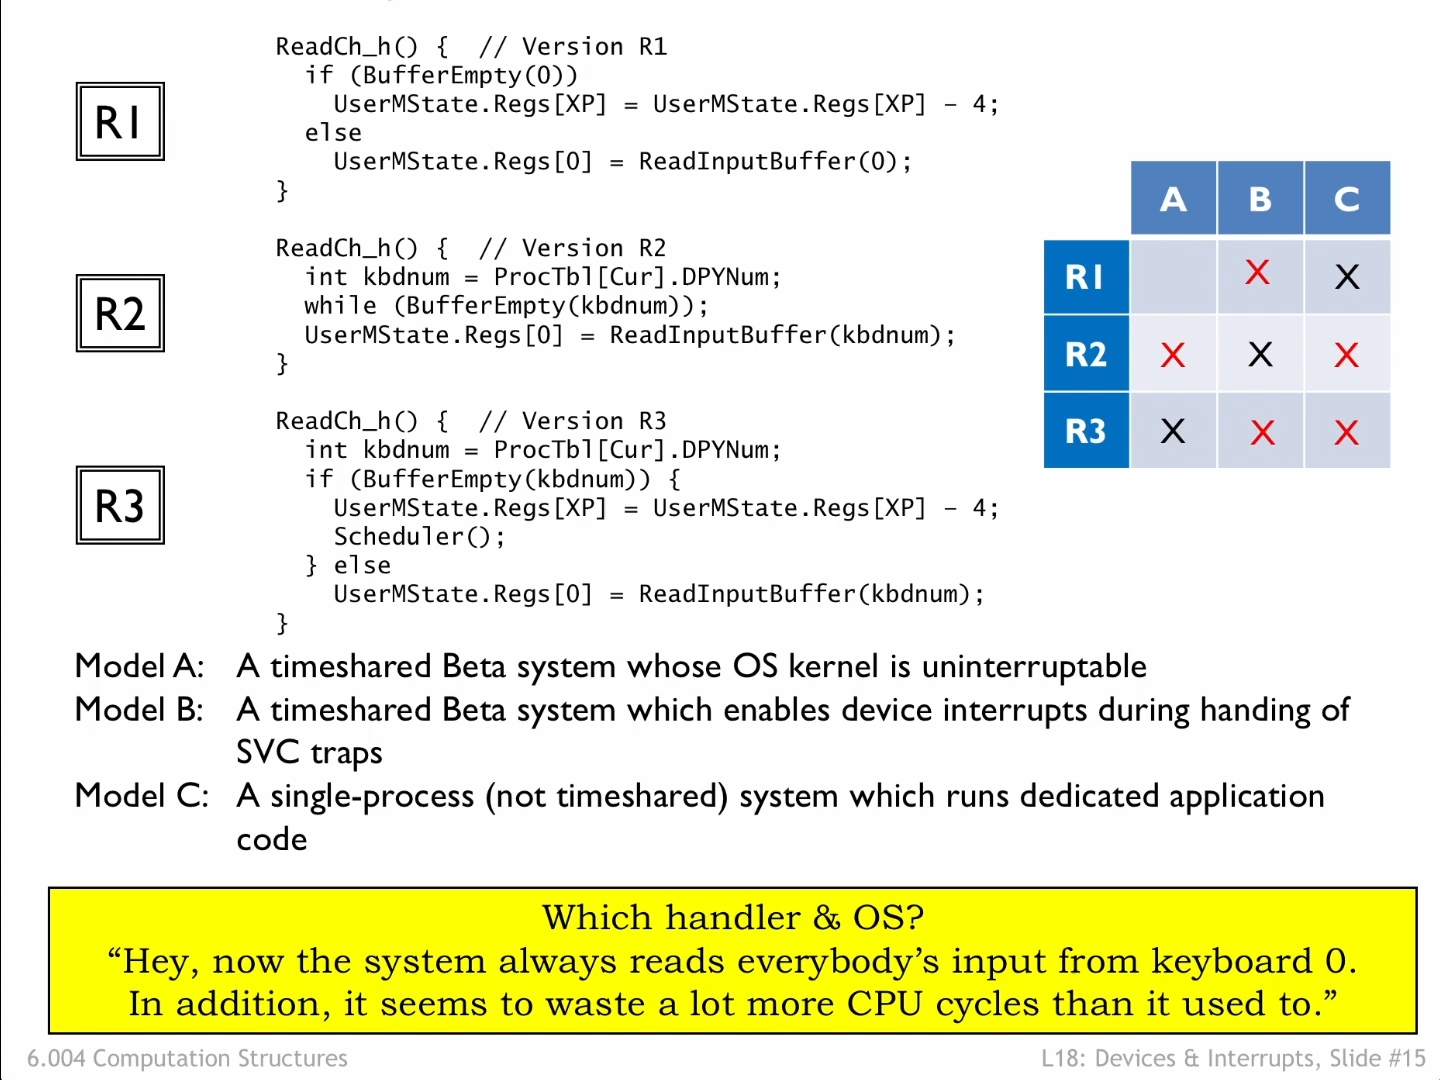 ReadCh_h() {  // Version R1
if (BufferEmpty(0))
UserMState.Regs[XP] = UserMState.Regs[XP] – 4;
else
UserMState.Regs[0] = ReadInputBuffer(0);
}
R1
ReadCh_h() {  // Version R2
int kbdnum = ProcTbl[Cur].DPYNum;
while (BufferEmpty(kbdnum));
UserMState.Regs[0] = ReadInputBuffer(kbdnum);
}
R2
ReadCh_h() {  // Version R3
int kbdnum = ProcTbl[Cur].DPYNum;
if (BufferEmpty(kbdnum)) {
UserMState.Regs[XP] = UserMState.Regs[XP] – 4;
Scheduler();
} else
UserMState.Regs[0] = ReadInputBuffer(kbdnum);
}
R3
A B C
R1 X X
R2 X X X
R3 X X X
Model A: A timeshared Beta system whose OS kernel is uninterruptable
Model B: A timeshared Beta system which enables device interrupts during handing of
SVC traps
Model C: A single-process (not timeshared) system which runs dedicated application
code
Which handler & OS?
“Hey, now the system always reads everybody’s input from keyboard 0.
In addition, it seems to waste a lot more CPU cycles than it used to.”
6.004 Computation Structures
L18: Devices & Interrupts, Slide #15